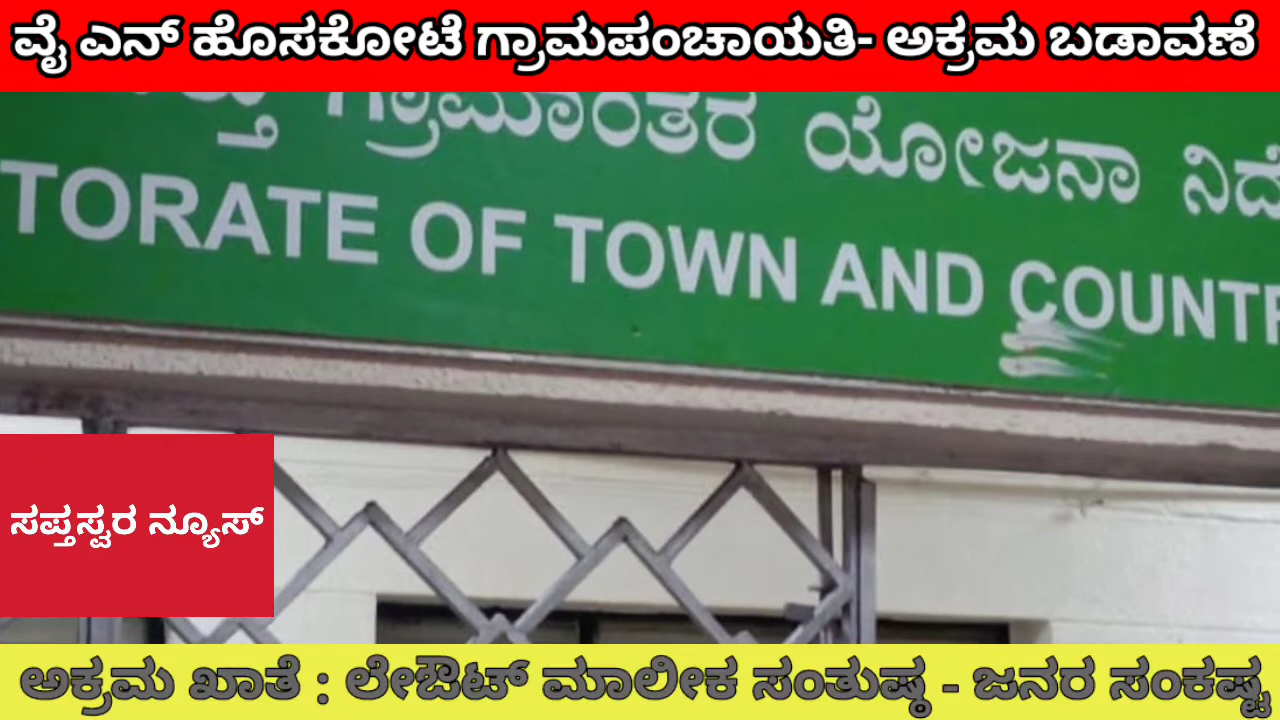 ವೈ ಎನ್ ಹೊಸಕೋಟೆ ಗ್ರಾಮಪಂಚಾಯತಿ- ಅಕ್ರಮ ಬಡಾವಣೆ
ಗ್ರಾಮಾಂತರ ಯೋಜನಾ
TORATE OF TOWN AND COUNTR
ಸಪ್ತಸ್ವರ ನ್ಯೂಸ್
ಅಕ್ರಮ ಖಾತೆ : ಲೇಔಟ್ ಮಾಲೀಕ ಸಂತುಷ್ಠ - ಜನರ ಸಂಕಷ್ಟ